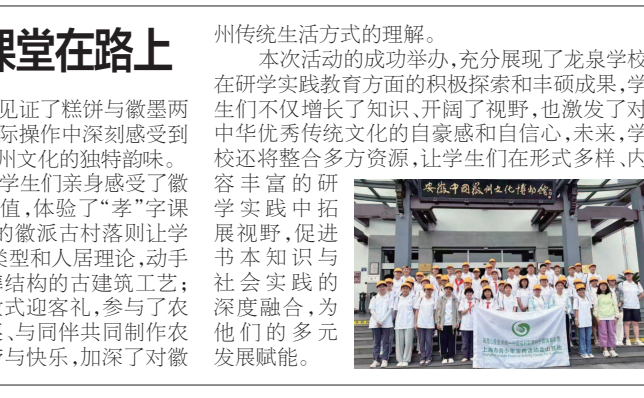 课堂在路上
见证了糕饼与徽墨两
际操作中深刻感受到
州文化的独特韵味。
学生们亲身感受了徽
值,体验了“孝”字课
的徽派古村落则让学
类型和人居理论,动手
结构的古建筑工艺;
式迎客礼,参与了农
、与同伴共同制作农
与快乐,加深了对徽
州传统生活方式的理解。
本次活动的成功举办,充分展现了龙泉学校
在研学实践教育方面的积极探索和丰硕成果,学
生们不仅增长了知识、开阔了视野,也激发了对
中华优秀传统文化的自豪感和自信心,未来,学
校还将整合多方资源,让学生们在形式多样、内
容丰富的研
学实践中拓
展视野,促进
书本知识与
社会实践的
深度融合,为
他们的多元
发展赋能。
安徽中国徽州文化博物馆